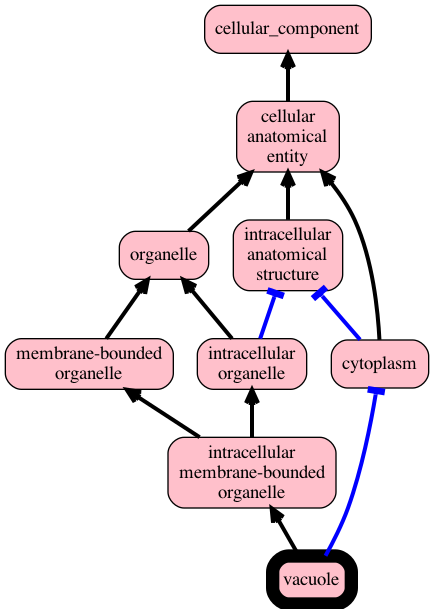 cellular_component
cellular
anatomical
entity
organelle
intracellular
anatomical
structure
membrane-bounded
organelle
intracellular
organelle
cytoplasm
intracellular
membrane-bounded
organelle
vacuole